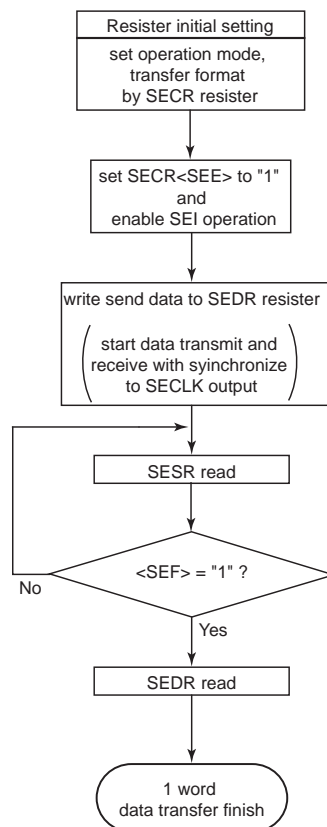 Resister initial setting
set operation mode,
transfer format
by SECR resister
set SECR<SEE> to "1"
and
enable SEI operation
write send data to SEDR resister
start data transmit and
receive with syinchronize
to SECLK output
SESR read
<SEF> = "1" ?
No
Yes
SEDR read
1 word
data transfer finish